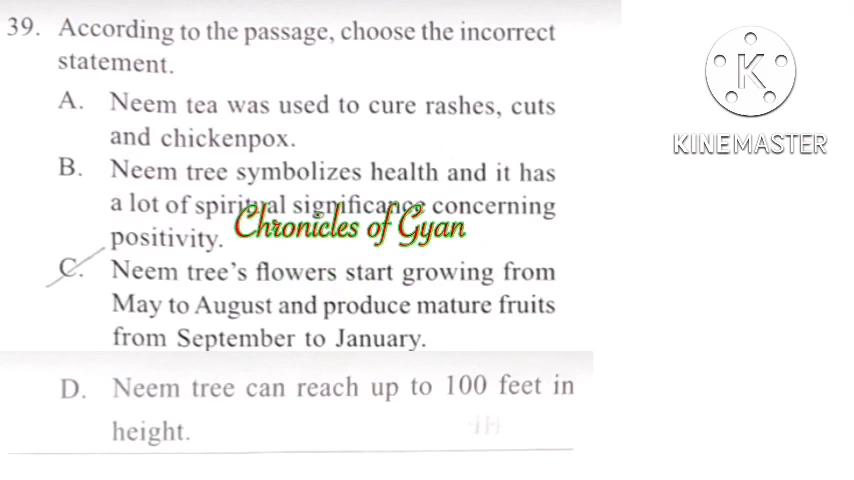 39. According to the passage, choose the incorrect
statement.
A. Neem tea was used to cure rashes, cuts
and chickenpox.
B. Neem tree symbolizes health and it has
a lot of spiritual significance concerning
positivity.
Chronicles of Gyan
C. Neem tree's flowers start growing from
May to August and produce mature fruits
from September to January.
D. Neem tree can reach up to 100 feet in
height.
K
KINEMASTER